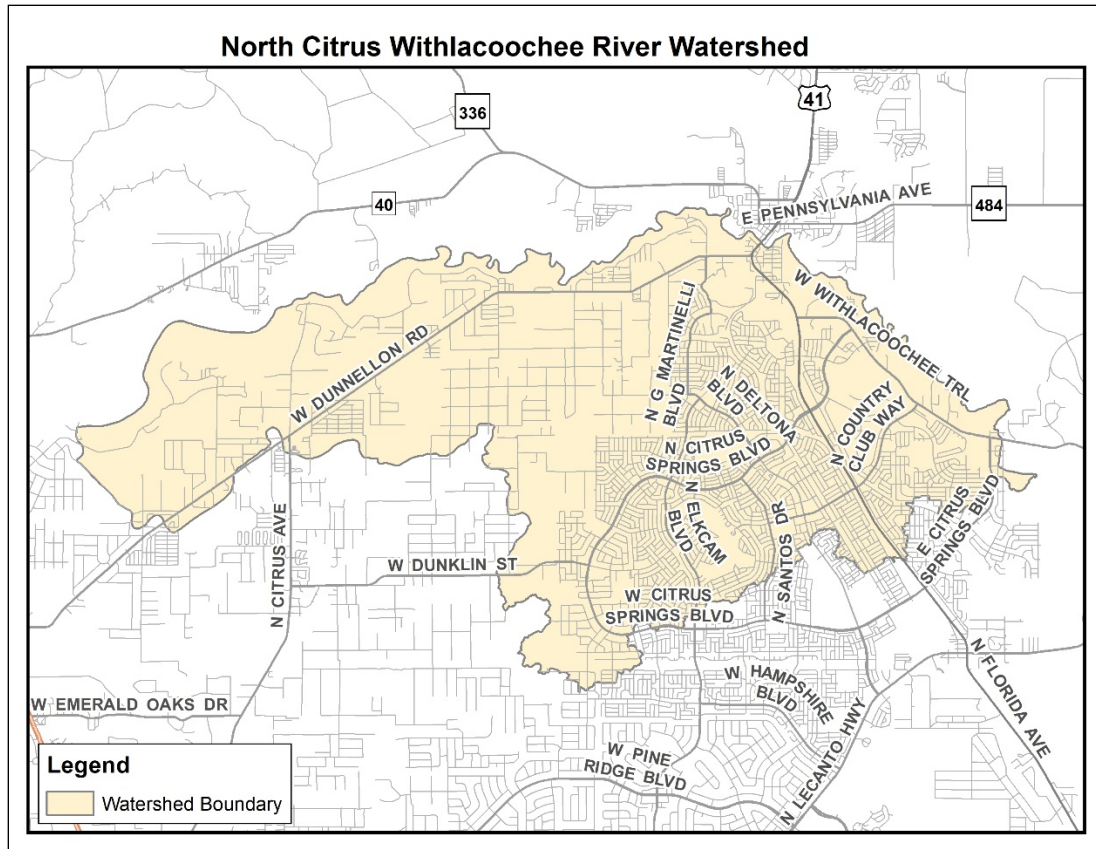 North Citrus Withlacoochee River Watershed
336
41
40
E PENNSYLVANIA AVE
484
W DUNNELLON RD
N G MARTINELLI
BLVD
N DELTONA
BLVD
W WITHLACOOCHEE TRL
N COUNTRY
CLUB WAY
N CITRUS
SPRINGS BLVD
N ELKCAM
BLVD
N SANTOS DR
E CITRUS
SPRINGS BLVD
N CITRUS AVE
W DUNKLIN ST
W CITRUS
SPRINGS BLVD
W HAMPSHIRE
BLVD
N FLORIDA AVE
W EMERALD OAKS DR
W PINE
RIDGE BLVD
N LECANTO HWY
Legend
Watershed Boundary